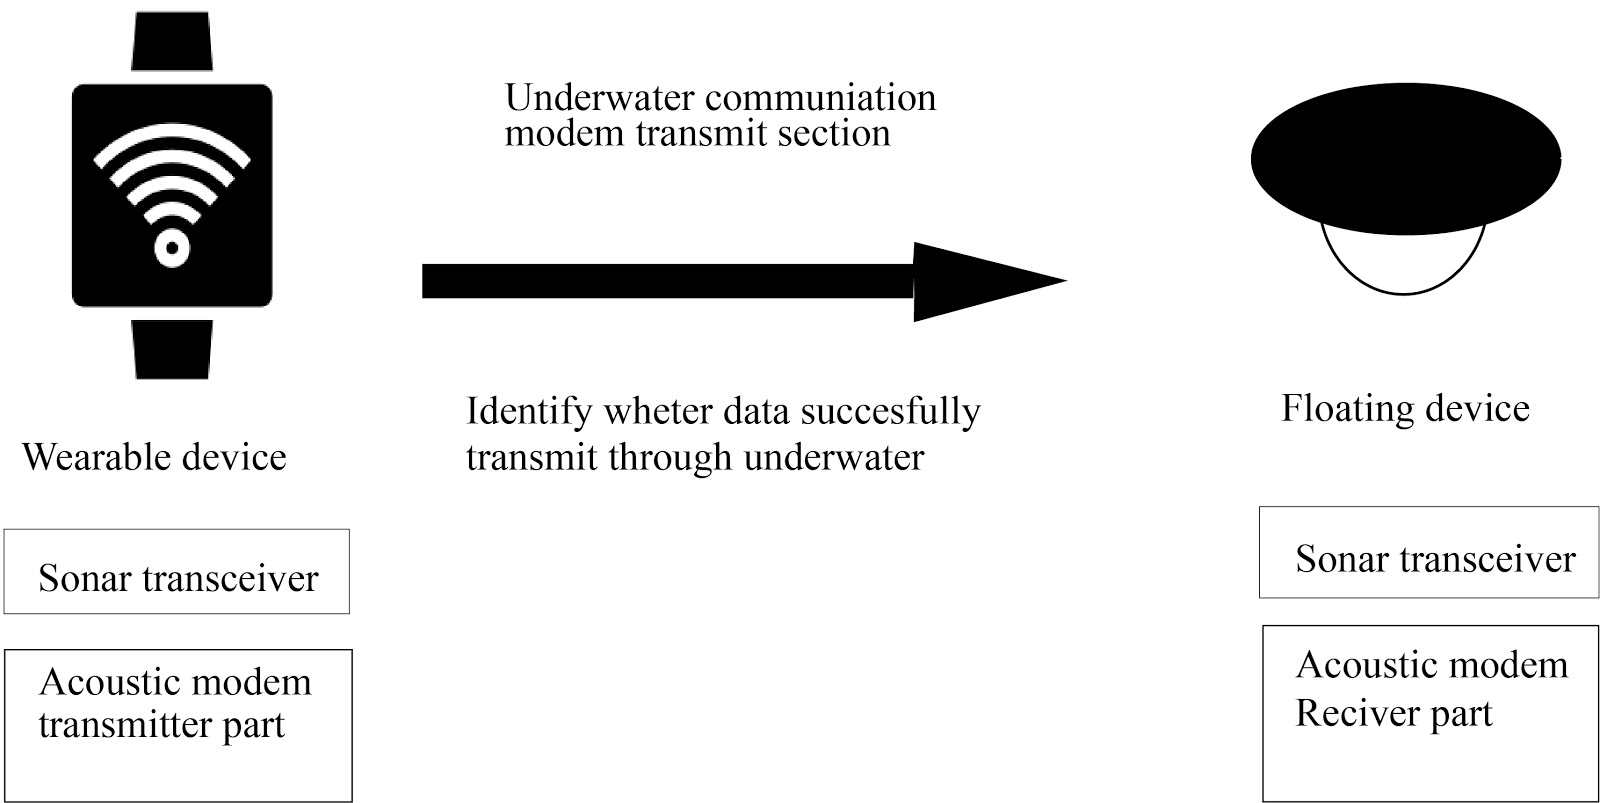 Underwater communiation
modem transmit section
Identify wheter data succesfully
transmit through underwater
Wearable device
Floating device
Sonar transceiver
Acoustic modem
transmitter part
Sonar transceiver
Acoustic modem
Reciver part